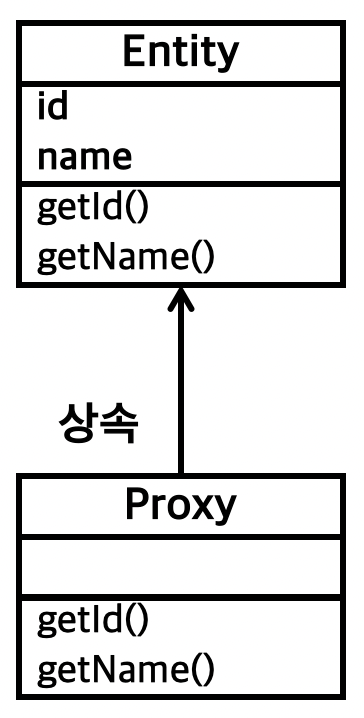 Entity
id
name
getId()
getName()
상속
Proxy
getId()
getName()